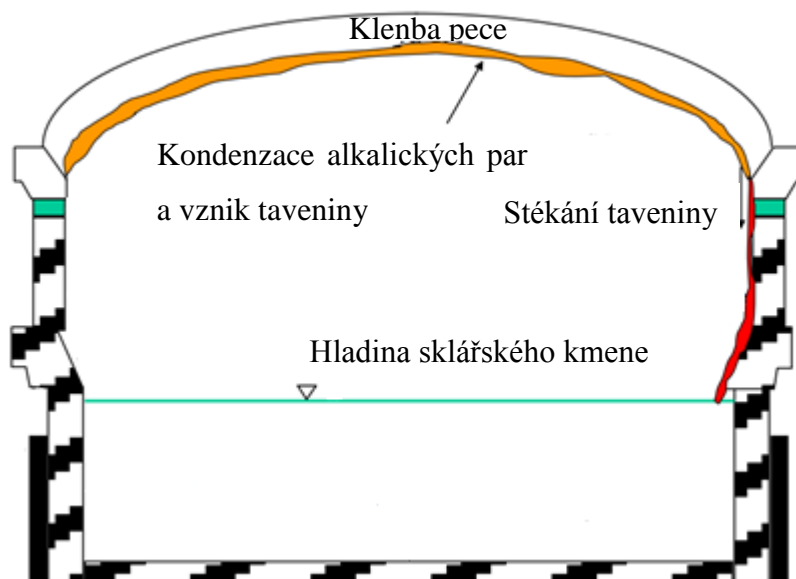 Klenba pece
Kondenzace alkalických par
a vznik taveniny
Stékání taveniny
Hladina sklářského kmene